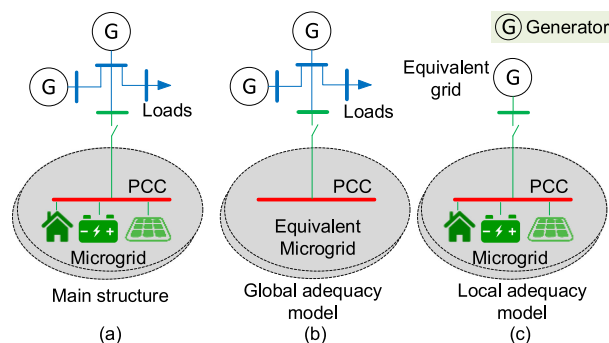 G
G
Loads
PCC
Microgrid
Main structure
(a)
G
G
Loads
PCC
Equivalent
Microgrid
Global adequacy
model
(b)
G Generator
Equivalent
grid
G
PCC
Microgrid
Local adequacy
model
(c)